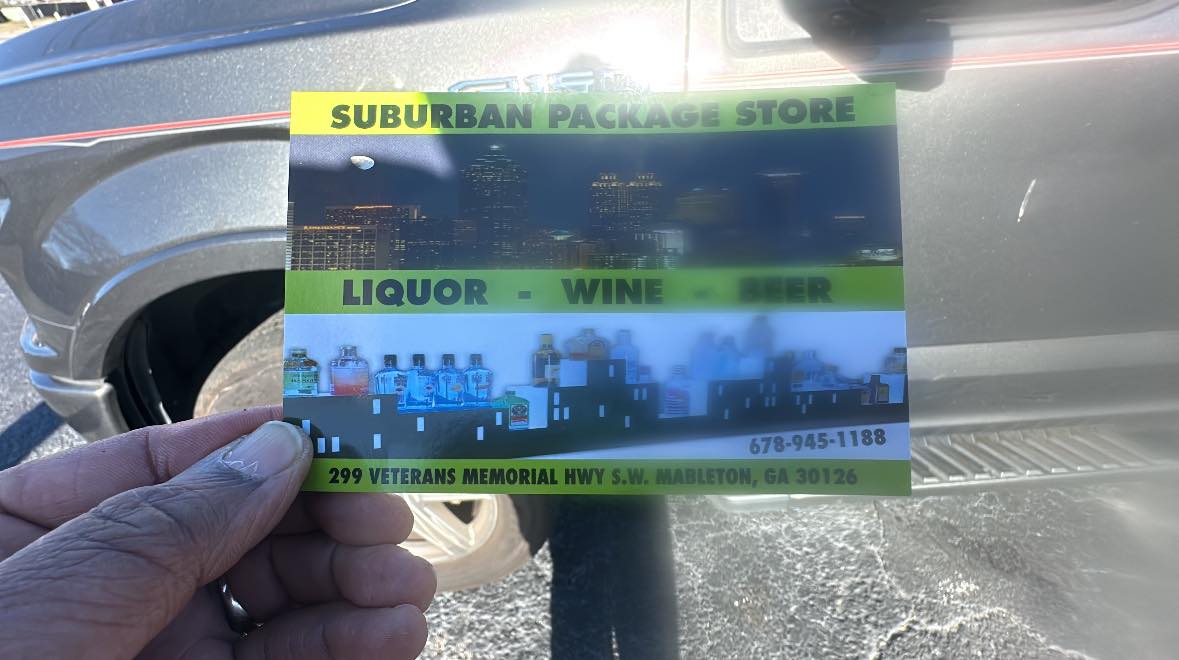 SUBURBAN PACKAGE STORE
LIQUOR - WINE - BEER
678-945-1188
299 VETERANS MEMORIAL HWY S.W. MABLETON, GA 30126